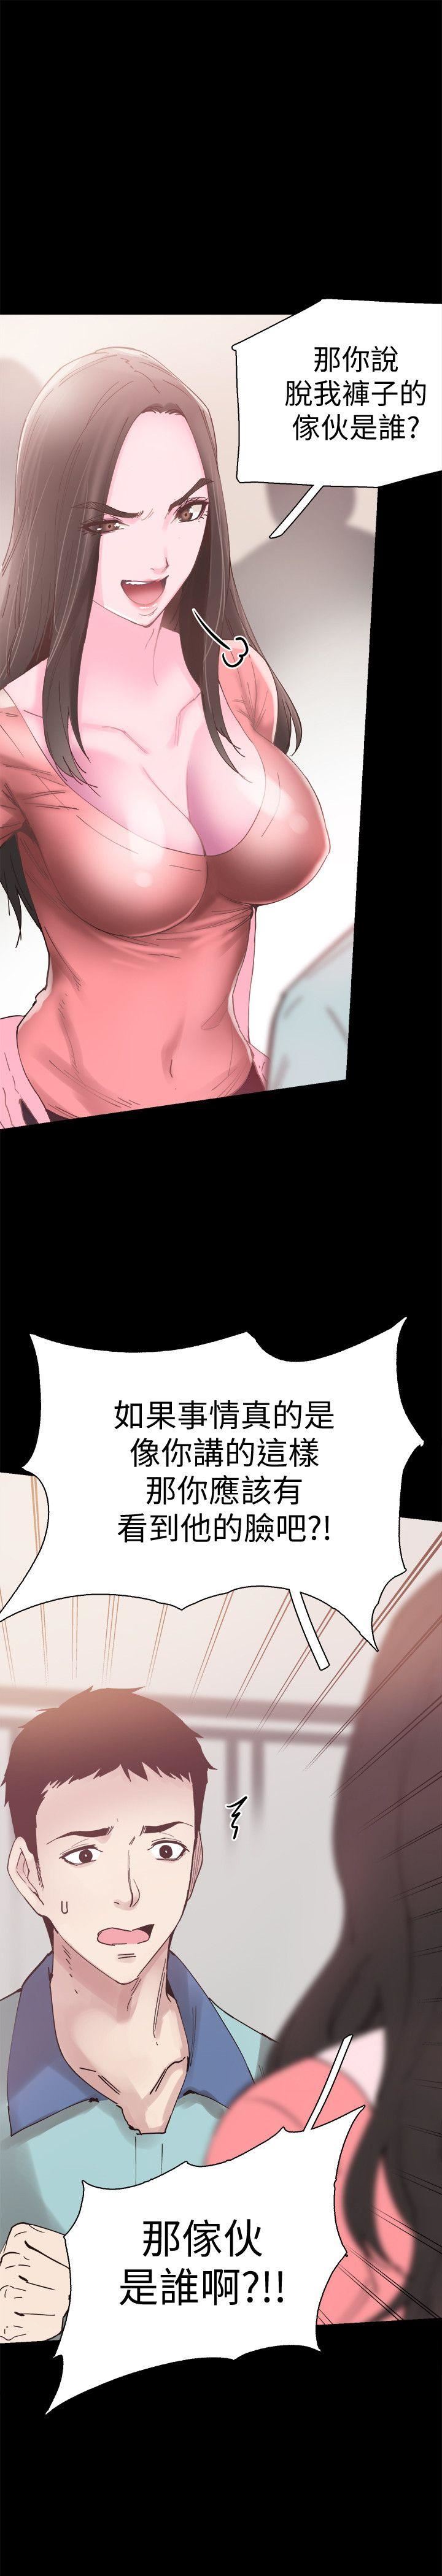 那你說
脫我褲子的
傢伙是誰?
如果事情真的是
像你講的這樣
那你應該有
看到他的臉吧?!
那傢伙
是誰啊?!!